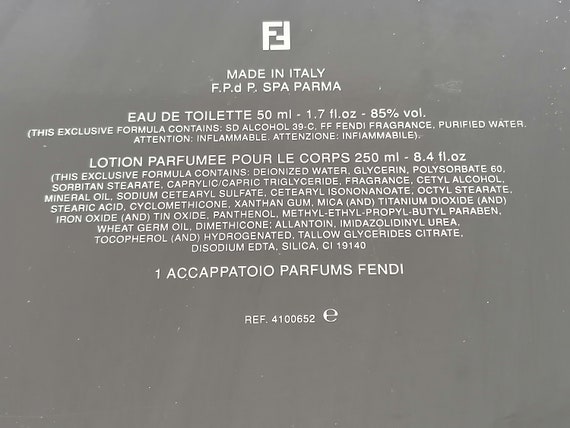 FF
MADE IN ITALY
F.P.d P. SPA PARMA
EAU DE TOILETTE 50 ml - 1.7 fl.oz - 85% vol.
(THIS EXCLUSIVE FORMULA CONTAINS: SD ALCOHOL 39-C, FF FENDI FRAGRANCE, PURIFIED WATER.
ATTENTION: INFLAMMABLE. ATTENZIONE: INFIAMMABILE).
LOTION PARFUMEE POUR LE CORPS 250 ml - 8.4 fl.oz
(THIS EXCLUSIVE FORMULA CONTAINS: DEIONIZED WATER, GLYCERIN, POLYSORBATE 60,
SORBITAN STEARATE, CAPRYLIC/CAPRIC TRIGLYCERIDE, FRAGRANCE, CETYL ALCOHOL,
MINERAL OIL, SODIUM CETEARYL SULFATE, CETEARYL ISONONANOATE, OCTYL STEARATE,
STEARIC ACID, CYCLOMETHICONE, XANTHAN GUM, MICA (AND) TITANIUM DIOXIDE (AND)
IRON OXIDE (AND) TIN OXIDE, PANTHENOL, METHYL-ETHYL-PROPYL-BUTYL PARABEN,
WHEAT GERM OIL, DIMETHICONE; ALLANTOIN, IMIDAZOLIDINYL UREA,
TOCOPHEROL (AND) HYDROGENATED, TALLOW GLYCERIDES CITRATE,
DISODIUM EDTA, SILICA, CI 19140
1 ACCAPPATOIO PARFUMS FENDI
REF. 4100652 ℮